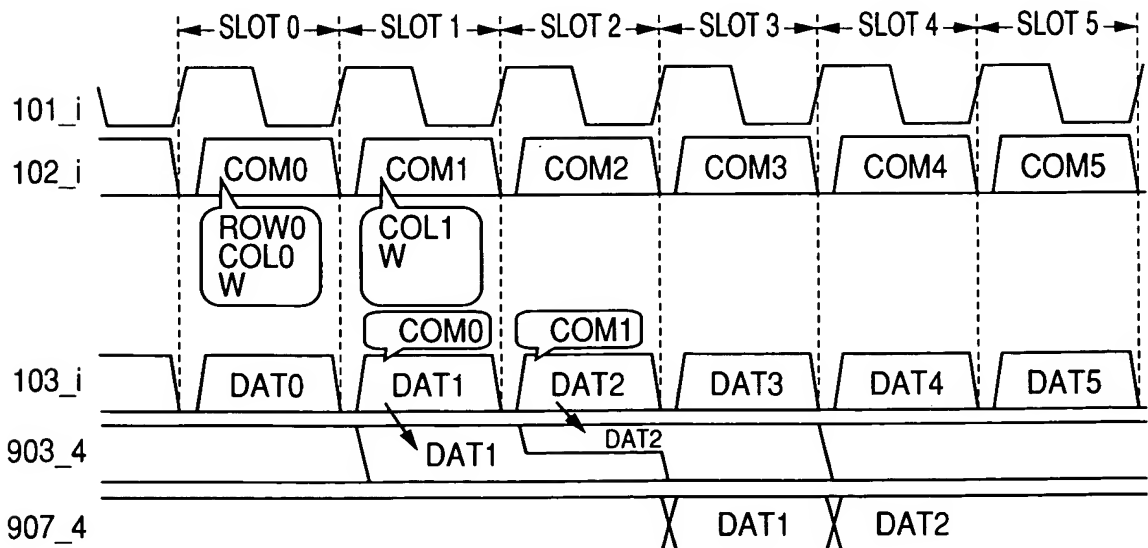 SLOT 0 SLOT 1 SLOT 2 SLOT 3 SLOT 4 SLOT 5
101_i
102_i COM0 COM1 COM2 COM3 COM4 COM5
ROW0 COL1
COL0 W
W
COM0 COM1
103_i DAT0 DAT1 DAT2 DAT3 DAT4 DAT5
903_4 DAT1 DAT2
907_4 DAT1 DAT2